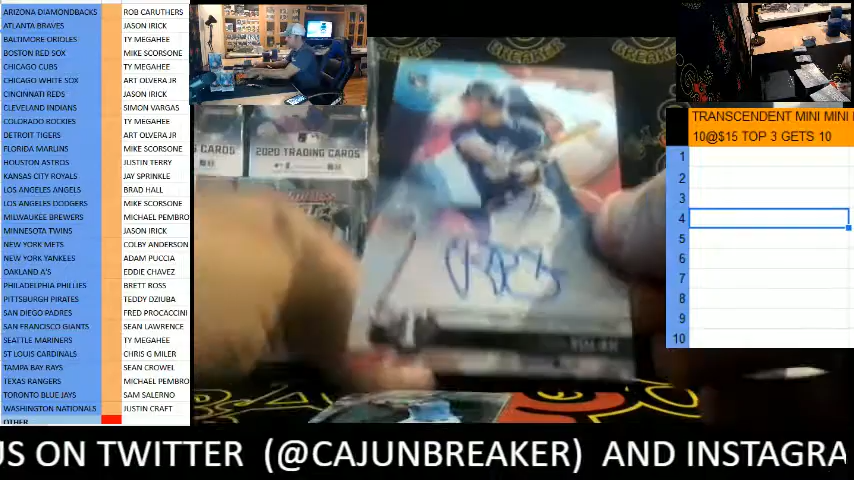 ARIZONA DIAMONDBACKS ROB CARUTHERS
ATLANTA BRAVES JASON IRICK
BALTIMORE ORIOLES TY MEGAHEE
BOSTON RED SOX MIKE SCORSONE
CHICAGO CUBS TY MEGAHEE
CHICAGO WHITE SOX ART OLVERA JR
CINCINNATI REDS JASON IRICK
CLEVELAND INDIANS SIMON VARGAS
COLORADO ROCKIES TY MEGAHEE
DETROIT TIGERS ART OLVERA JR
FLORIDA MARLINS MIKE SCORSONE
HOUSTON ASTROS JUSTIN TERRY
KANSAS CITY ROYALS JAY SPRINKLE
LOS ANGELES ANGELS BRAD HALL
LOS ANGELES DODGERS MIKE SCORSONE
MILWAUKEE BREWERS MICHAEL PEMBRO
MINNESOTA TWINS JASON IRICK
NEW YORK METS COLBY ANDERSON
NEW YORK YANKEES ADAM PUCCIA
OAKLAND A'S EDDIE CHAVEZ
PHILADELPHIA PHILLIES BRETT ROSS
PITTSBURGH PIRATES TEDDY DZIUBA
SAN DIEGO PADRES FRED PROCACCINI
SAN FRANCISCO GIANTS SEAN LAWRENCE
SEATTLE MARINERS TY MEGAHEE
ST LOUIS CARDINALS CHRIS G MILER
TAMPA BAY RAYS SEAN CROWEL
TEXAS RANGERS MICHAEL PEMBRO
TORONTO BLUE JAYS SAM SALERNO
WASHINGTON NATIONALS JUSTIN CRAFT
OTHER
CARDS
2020 TRADING CARDS
BREAKER
TRANSCENDENT MINI MINI
10@$15 TOP 3 GETS 10
1
2
3
4
5
6
7
8
9
10
US ON TWITTER (@CAJUNBREAKER) AND INSTAGRA